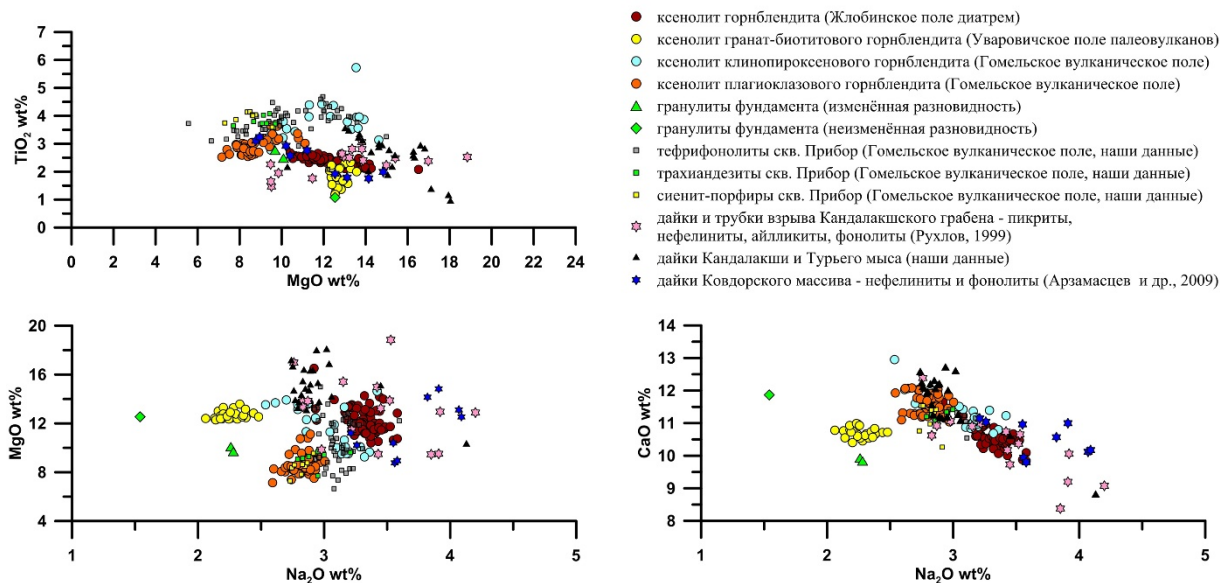 TiO2 wt%
7
6
5
4
3
2
1
0
0 2 4 6 8 10 12 14 16 18 20 22 24
MgO wt%
ксенолит горнблендита (Жлобинское поле диатрем)
ксенолит гранат-биотитового горнблендита (Уваровичское поле палеовулканов)
ксенолит клинопироксенового горнблендита (Гомельское вулканическое поле)
ксенолит плагиоклазового горнблендита (Гомельское вулканическое поле)
гранулиты фундамента (изменённая разновидность)
гранулиты фундамента (неизменённая разновидность)
тефрифонолиты скв. Прибор (Гомельское вулканическое поле, наши данные)
трахиандезиты скв. Прибор (Гомельское вулканическое поле, наши данные)
сиенит-порфиры скв. Прибор (Гомельское вулканическое поле, наши данные)
дайки и трубки взрыва Кандалакшского грабена - пикриты,
нефелиниты, айлликиты, фонолиты (Рухлов, 1999)
дайки Кандалакши и Турьего мыса (наши данные)
дайки Ковдорского массива - нефелиниты и фонолиты (Арзамасцев и др., 2009)
MgO wt%
20
16
12
8
4
1 2 3 4 5
Na2O wt%
CaO wt%
14
13
12
11
10
9
8
1 2 3 4 5
Na2O wt%